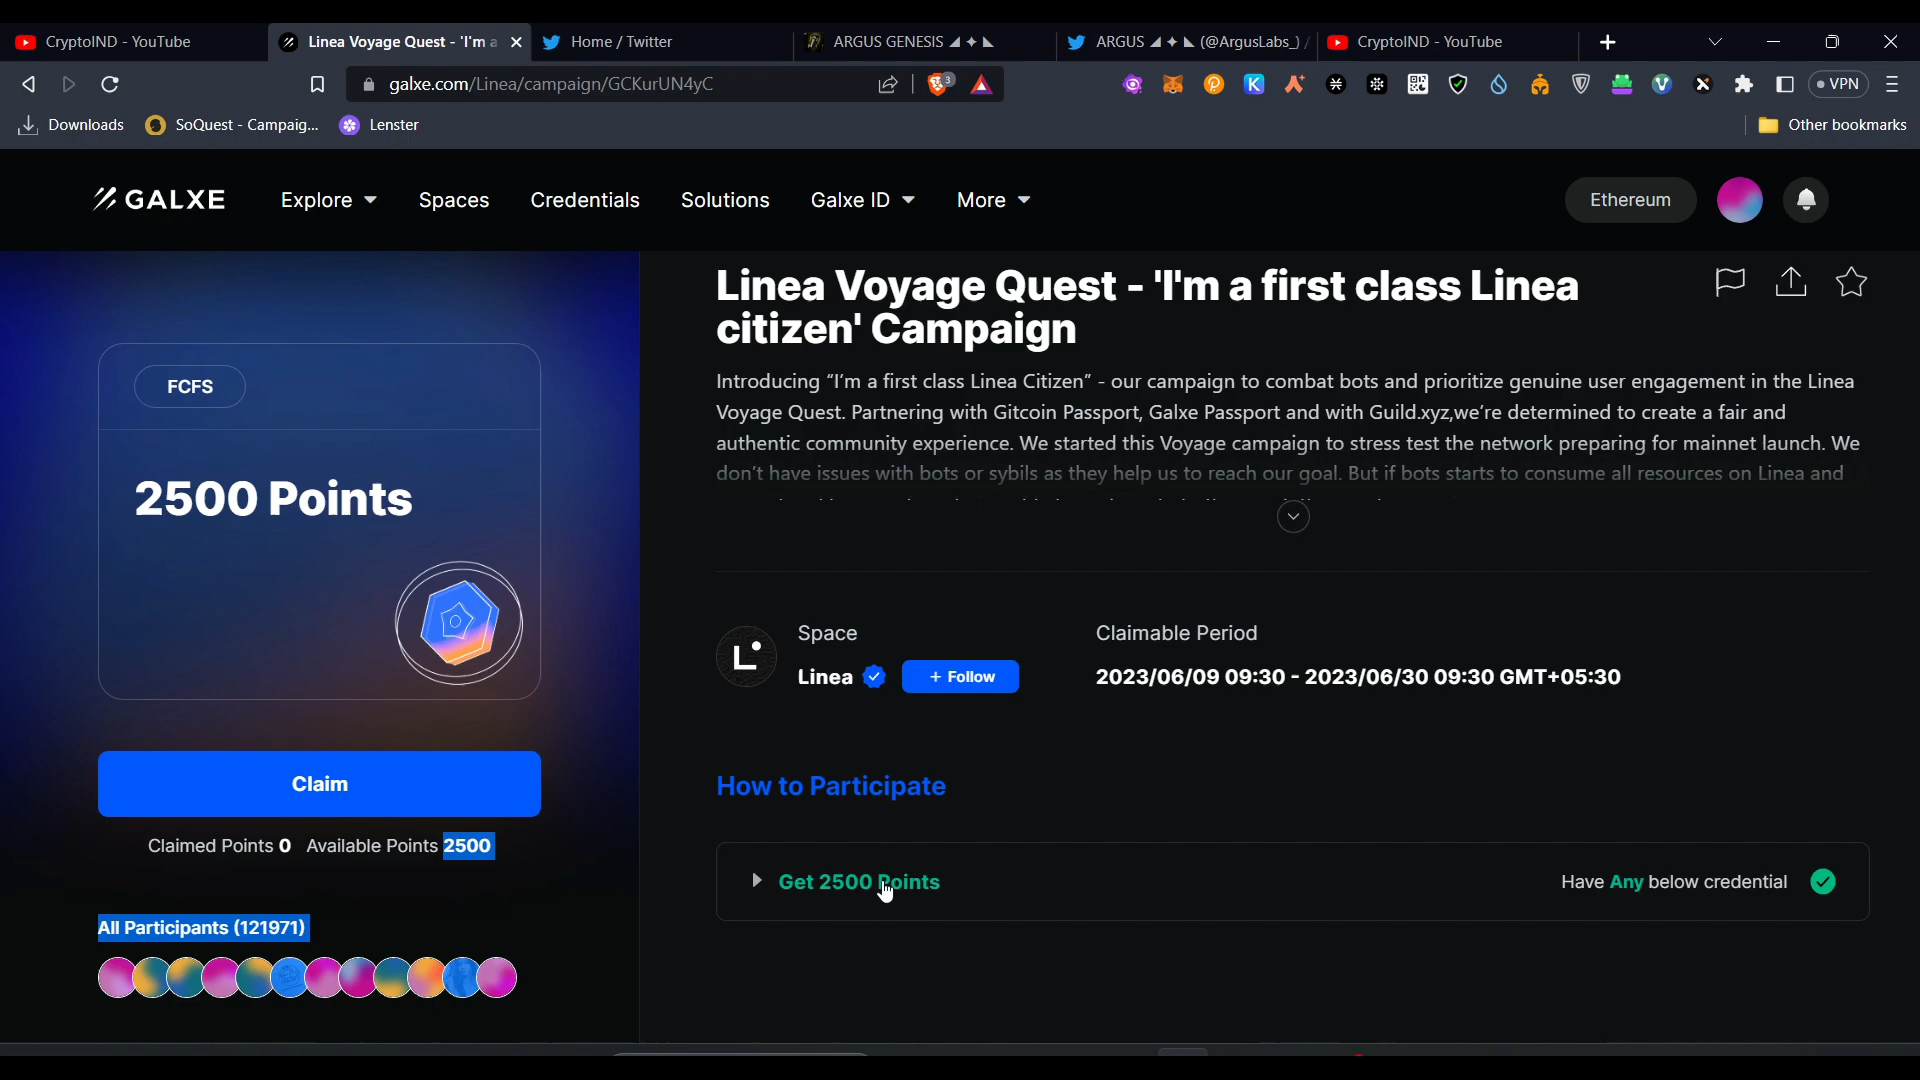 CryptoIND - YouTube
Linea Voyage Quest - 'I'm a
Home / Twitter
ARGUS GENESIS ◢ ✦ ◣
ARGUS ◢ ✦ ◣ (@ArgusLabs_) /
CryptoIND - YouTube
galxe.com/Linea/campaign/GCKurUN4yC
3
VPN
Downloads
SoQuest - Campaig...
Lenster
Other bookmarks
GALXE
Explore
Spaces
Credentials
Solutions
Galxe ID
More
Ethereum
FCFS
2500 Points
Claim
Claimed Points 0 Available Points 2500
All Participants (121971)
Linea Voyage Quest - 'I'm a first class Linea
citizen' Campaign
Introducing “I’m a first class Linea Citizen” - our campaign to combat bots and prioritize genuine user engagement in the Linea
Voyage Quest. Partnering with Gitcoin Passport, Galxe Passport and with Guild.xyz,we’re determined to create a fair and
authentic community experience. We started this Voyage campaign to stress test the network preparing for mainnet launch. We
don’t have issues with bots or sybils as they help us to reach our goal. But if bots starts to consume all resources on Linea and
Space
Linea
+ Follow
Claimable Period
2023/06/09 09:30 - 2023/06/30 09:30 GMT+05:30
How to Participate
Get 2500 Points
Have Any below credential